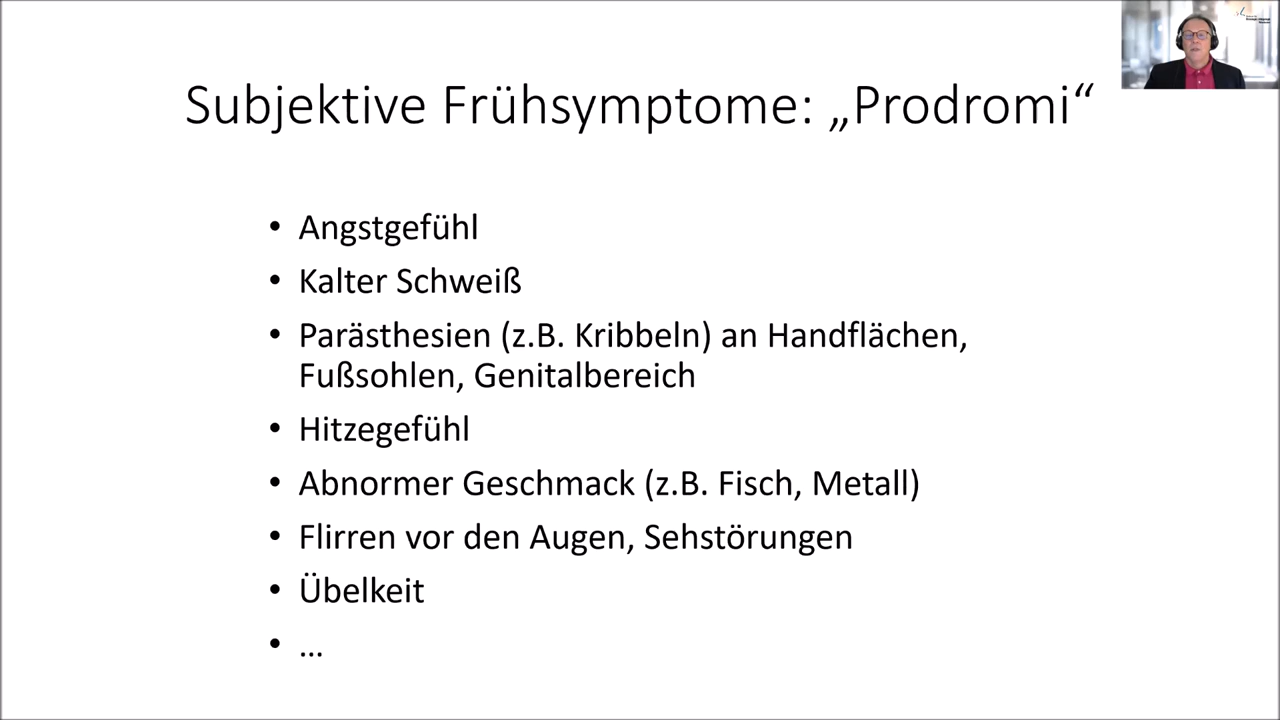 Subjektive Frühsymptome: „Prodromi“
• Angstgefühl
• Kalter Schweiß
• Parästhesien (z.B. Kribbeln) an Handflächen,
Fußsohlen, Genitalbereich
• Hitzegefühl
• Abnormer Geschmack (z.B. Fisch, Metall)
• Flirren vor den Augen, Sehstörungen
• Übelkeit
• ...